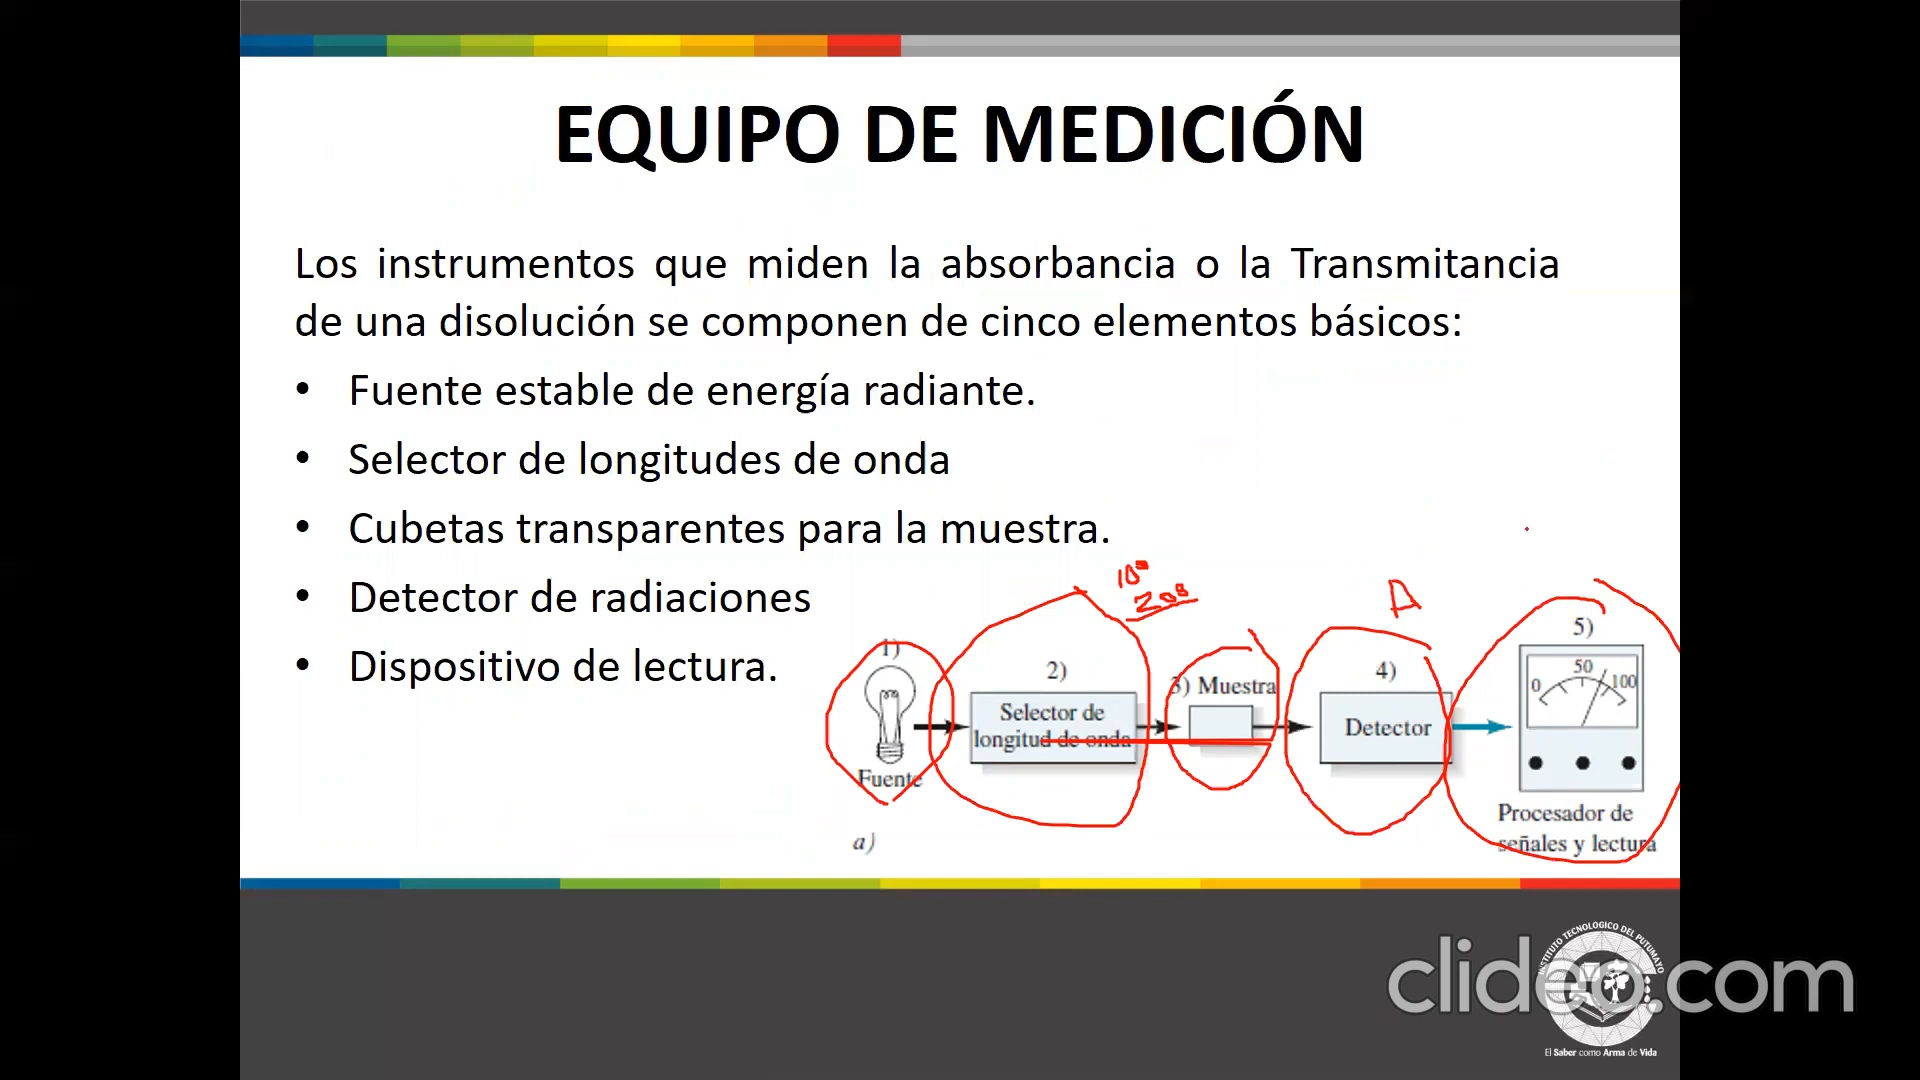 EQUIPO DE MEDICIÓN
Los instrumentos que miden la absorbancia o la Transmitancia
de una disolución se componen de cinco elementos básicos:
• Fuente estable de energía radiante.
• Selector de longitudes de onda
• Cubetas transparentes para la muestra.
• Detector de radiaciones
• Dispositivo de lectura.
A
1)
Fuente
2)
Selector de
longitud de onda
3) Muestra
4)
Detector
5)
0 50 100
Procesador de
señales y lectura
a)
INSTITUTO TECNOLOGICO DEL PUTUMAYO
El Saber como Arma de Vida
clideo.com